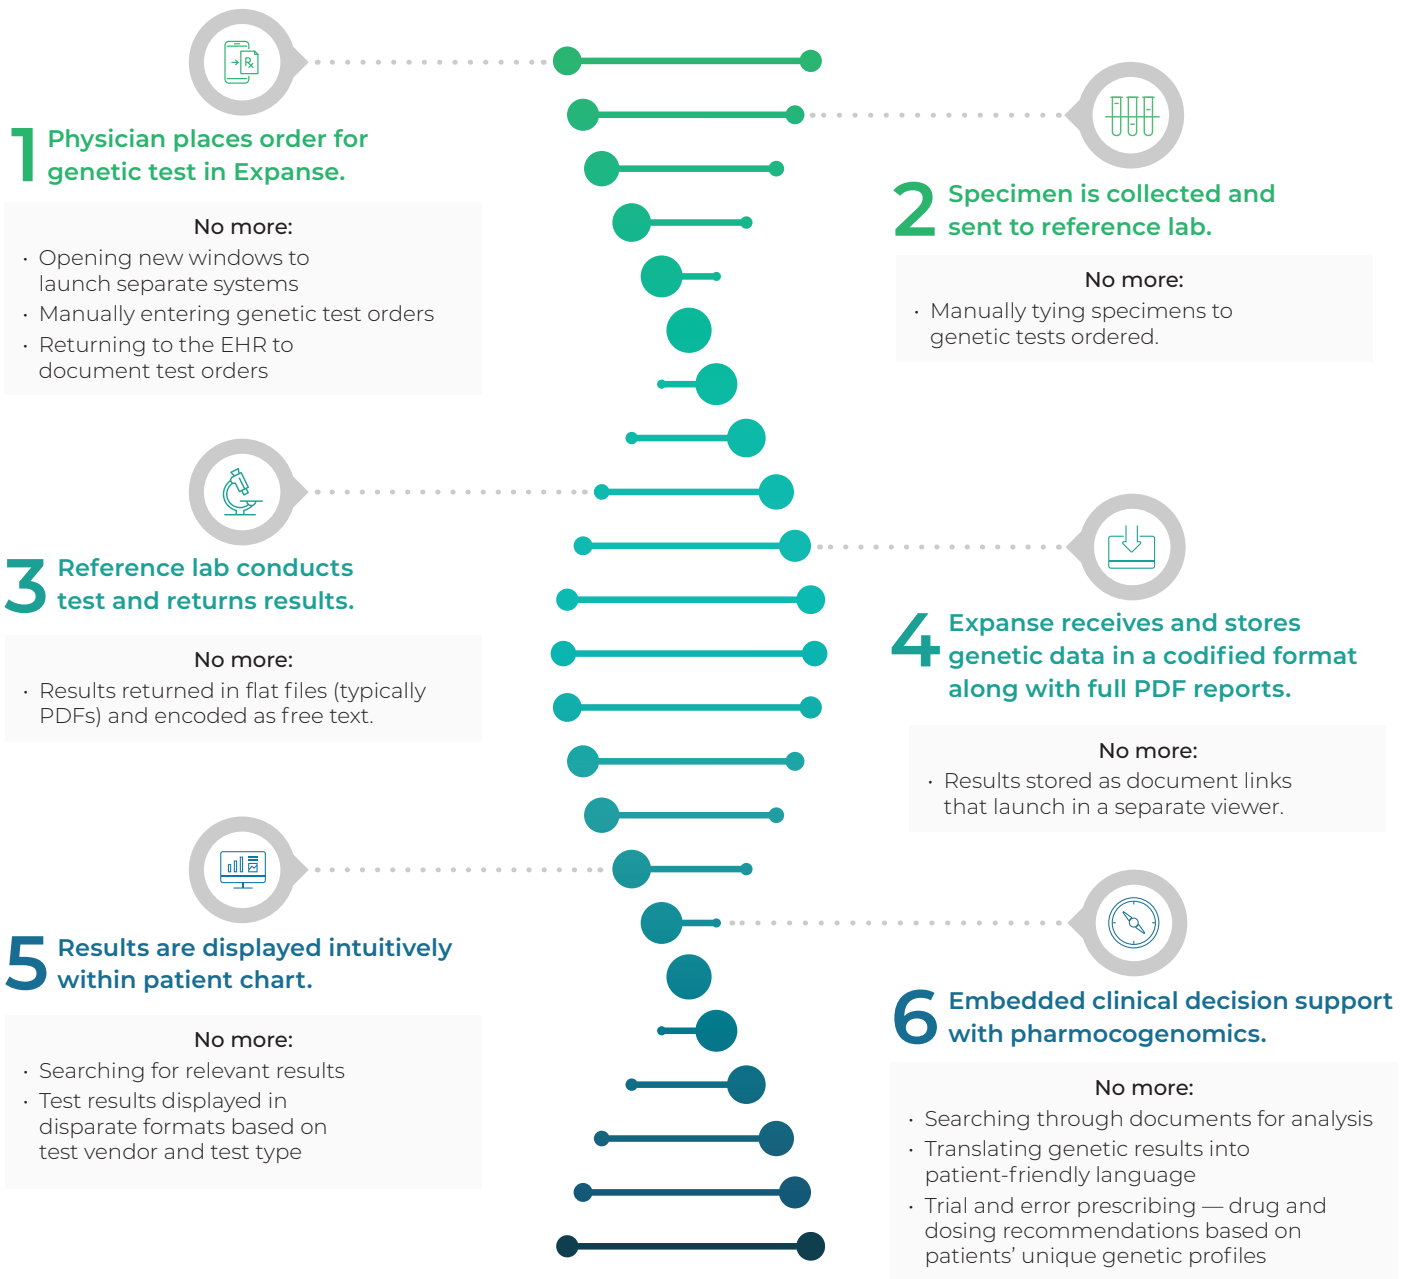 1 Physician places order for
genetic test in Expanse.
No more:
· Opening new windows to
launch separate systems
· Manually entering genetic test orders
· Returning to the EHR to
document test orders
2 Specimen is collected and
sent to reference lab.
No more:
· Manually tying specimens to
genetic tests ordered.
3 Reference lab conducts
test and returns results.
No more:
· Results returned in flat files (typically
PDFs) and encoded as free text.
4 Expanse receives and stores
genetic data in a codified format
along with full PDF reports.
No more:
· Results stored as document links
that launch in a separate viewer.
5 Results are displayed intuitively
within patient chart.
No more:
· Searching for relevant results
· Test results displayed in
disparate formats based on
test vendor and test type
6 Embedded clinical decision support
with pharmocogenomics.
No more:
· Searching through documents for analysis
· Translating genetic results into
patient-friendly language
· Trial and error prescribing — drug and
dosing recommendations based on
patients’ unique genetic profiles
Rx